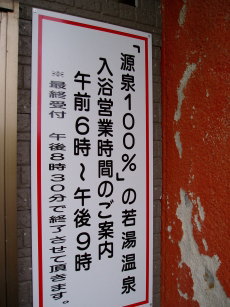 「源泉100%」の若湯温泉
入浴営業時間のご案内
午前6時～午後9時
※最終受付 午後8時30分で終了させて頂きます。